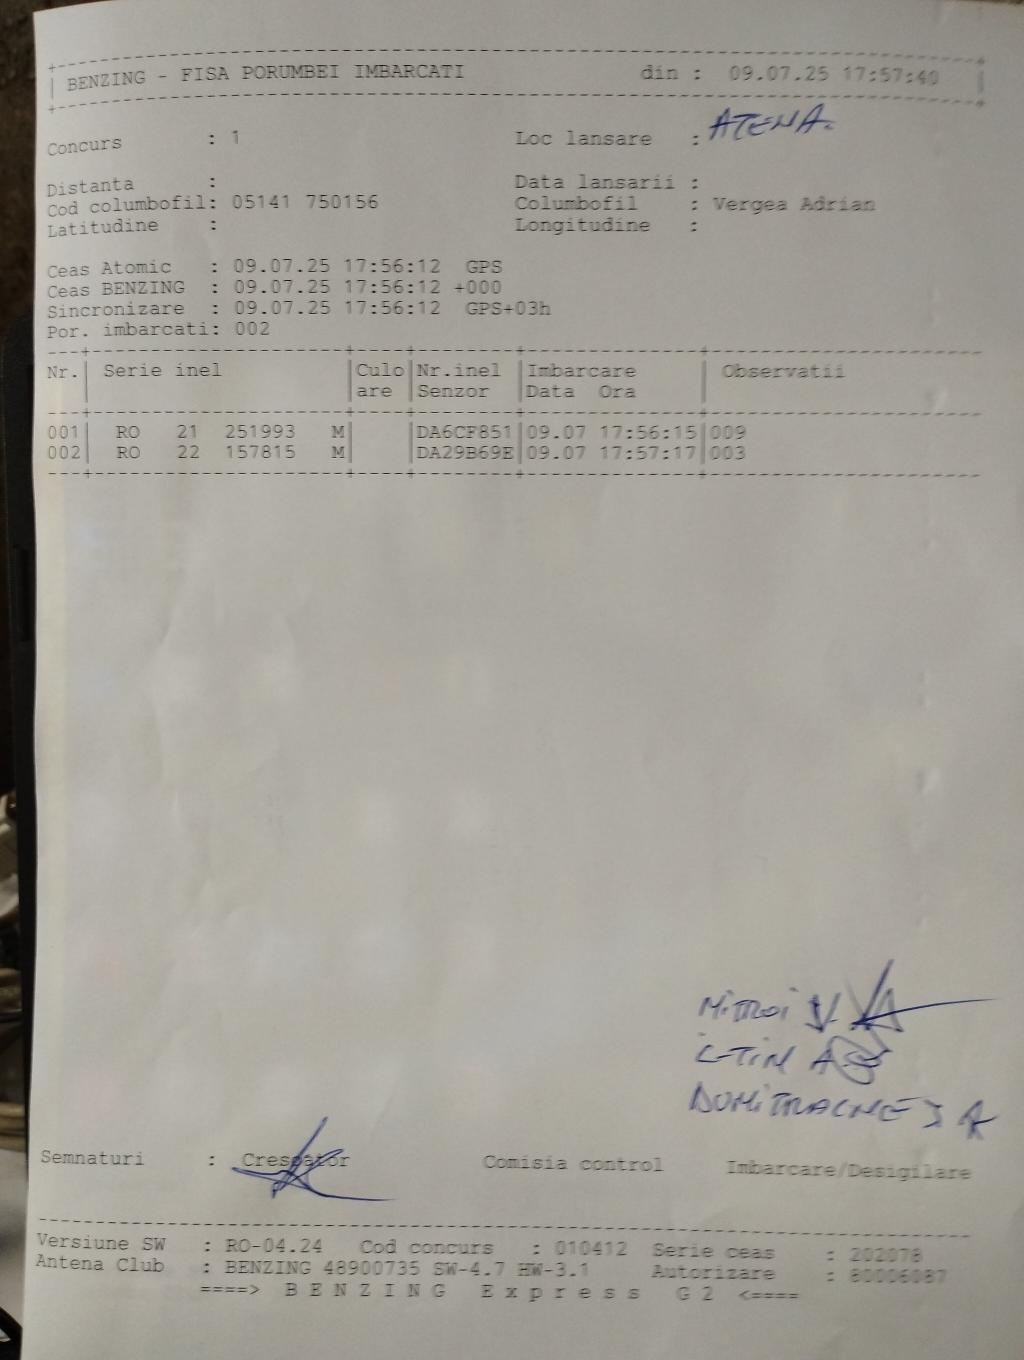 BENZING - FISA PORUMBEI IMBARCATI din : 09.07.25 17:57:40
Concurs : 1 Loc lansare : ATENA.
Distanta : Data lansarii :
Cod columbofil: 05141 750156 Columbofil : Vergea Adrian
Latitudine : Longitudine :
Ceas Atomic : 09.07.25 17:56:12 GPS
Ceas BENZING : 09.07.25 17:56:12 +000
Sincronizare : 09.07.25 17:56:12 GPS+03h
Por. imbarcati: 002
Nr. Serie inel Culo Nr.inel Imbarcare Observatii
are Senzor Data Ora
001 RO 21 251993 M DA6CF851 09.07 17:56:15 009
002 RO 22 157815 M DA29B69E 09.07 17:57:17 003
MiTROi V.
A
DUMiTRACHE
Semnaturi : Crescator Comisia control Imbarcare/Desigilare
Versiune SW : RO-04.24 Cod concurs : 010412 Serie ceas : 202078
Antena Club : BENZING 48900735 SW-4.7 HW-3.1 Autorizare : 80006087
====> B E N Z I N G E x p r e s s G 2 <====